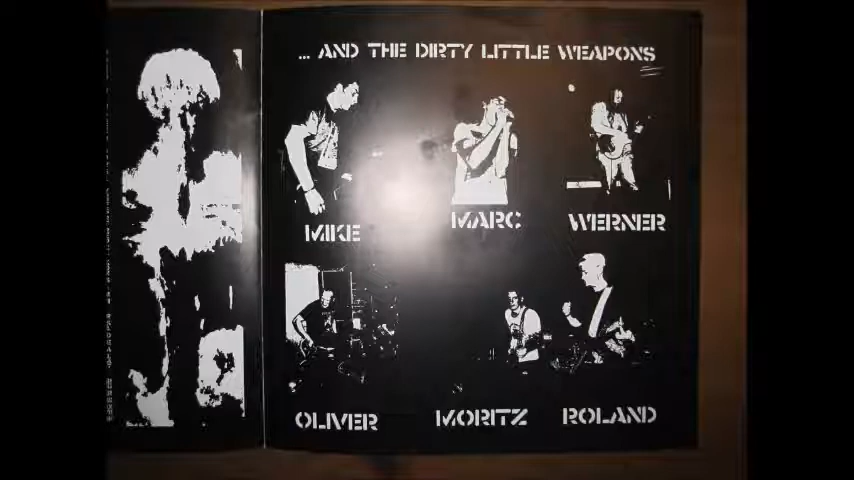 ... AND THE DIRTY LITTLE WEAPONS
MIKE
MARC
WERNER
OLIVER
MORITZ
ROLAND